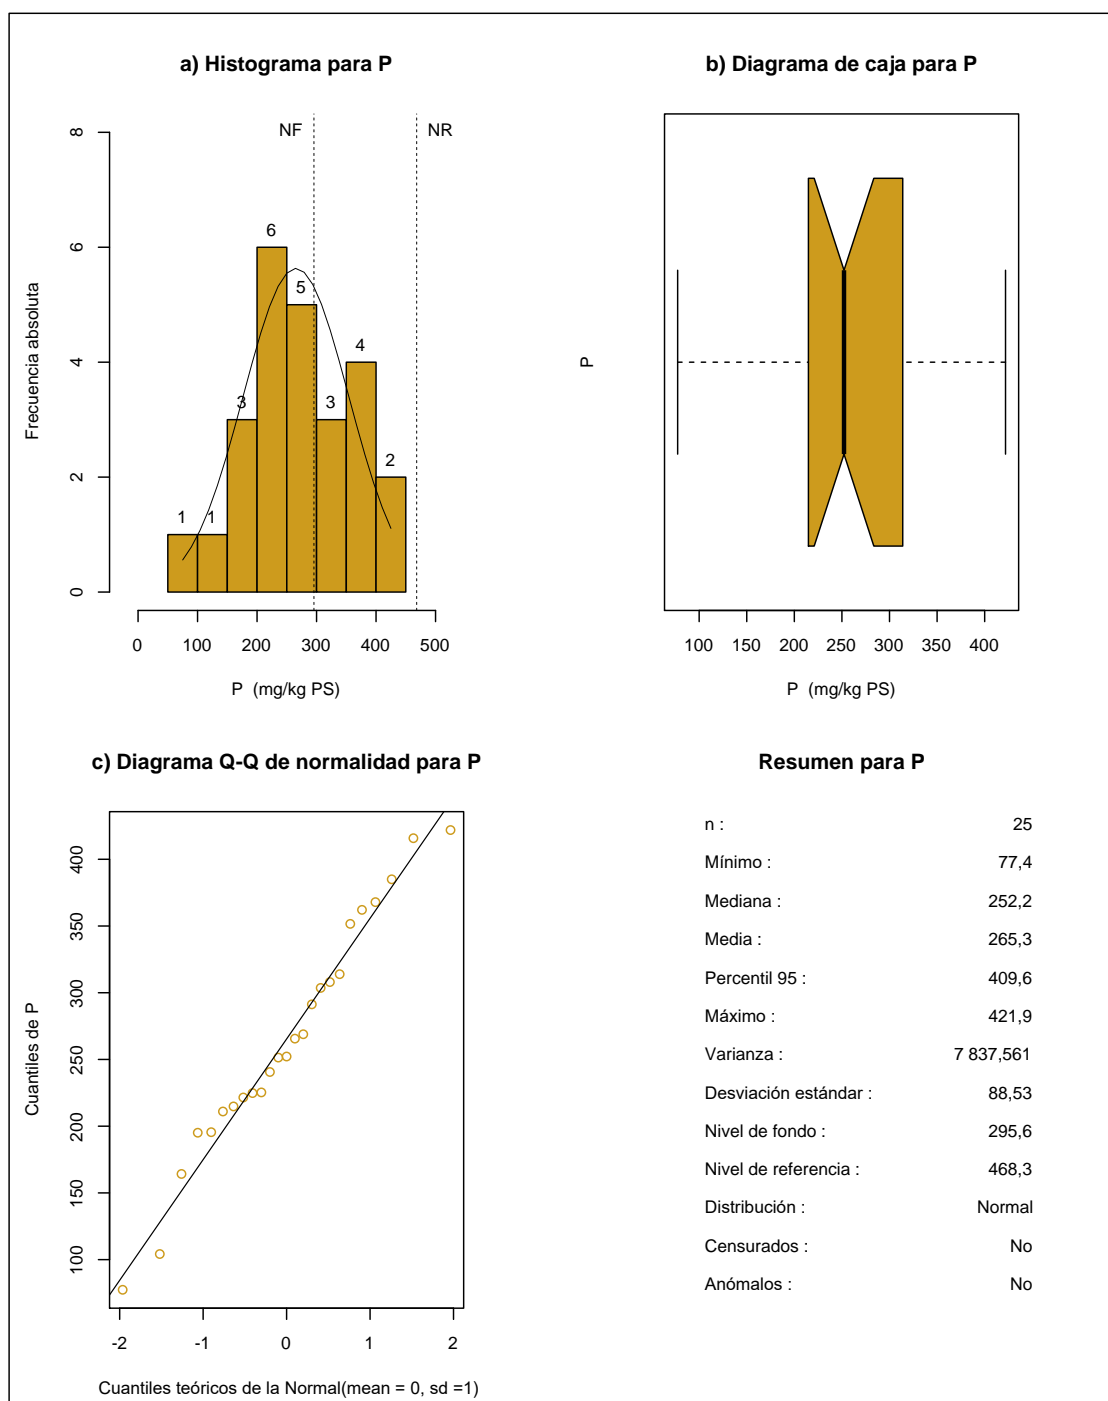 a) Histograma para P
NF
NR
Frecuencia absoluta
8
6
4
2
0
1
1
3
6
5
3
4
2
0 100 200 300 400 500
P (mg/kg PS)
b) Diagrama de caja para P
P
100 150 200 250 300 350 400
P (mg/kg PS)
c) Diagrama Q-Q de normalidad para P
Cuantiles de P
400
350
300
250
200
150
100
-2 -1 0 1 2
Cuantiles teóricos de la Normal(mean = 0, sd =1)
Resumen para P
n : 25
Mínimo : 77,4
Mediana : 252,2
Media : 265,3
Percentil 95 : 409,6
Máximo : 421,9
Varianza : 7 837,561
Desviación estándar : 88,53
Nivel de fondo : 295,6
Nivel de referencia : 468,3
Distribución : Normal
Censurados : No
Anómalos : No